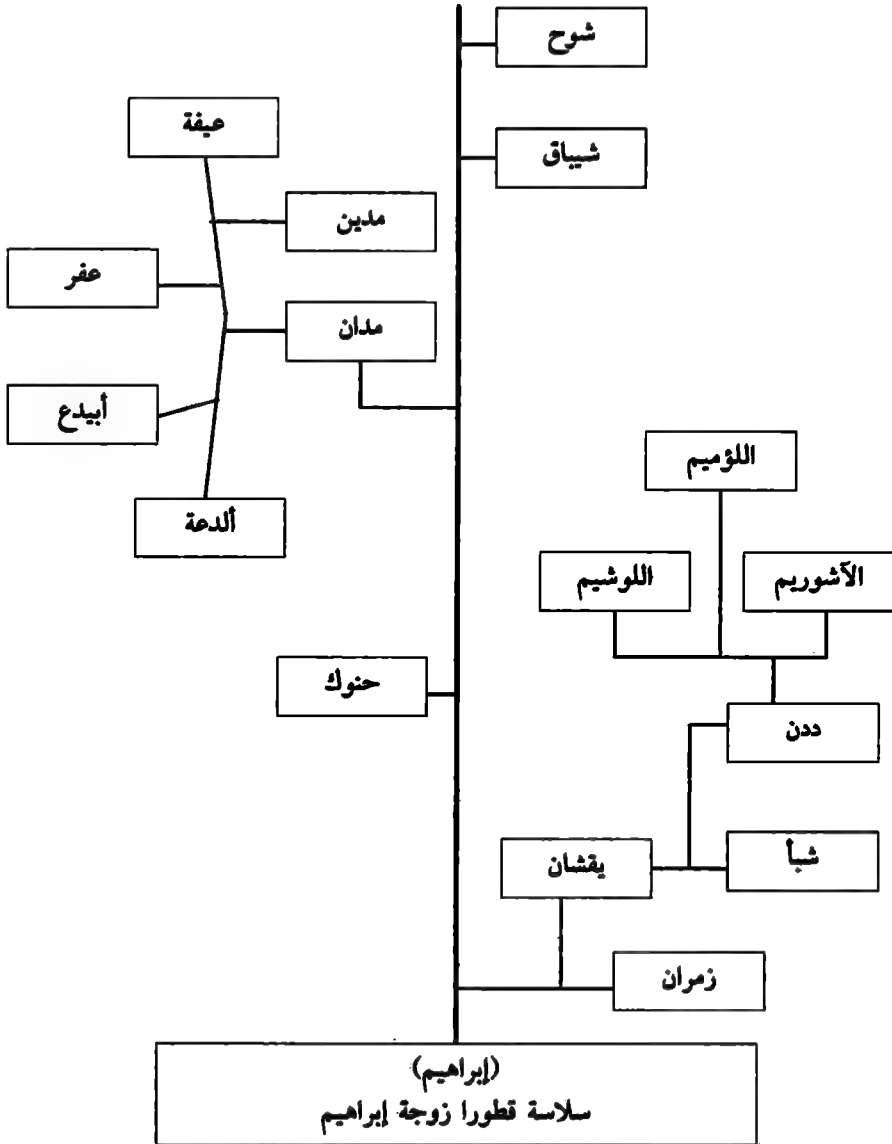 شوح
عيفة
شيباق
مدين
عفر
مدان
أبيدع
اللؤميم
ألدعة
اللوشيم
الآشوريم
حنوك
ددن
يقشان
شبأ
زمران
(إبراهيم)
سلاسة قطورا زوجة إبراهيم